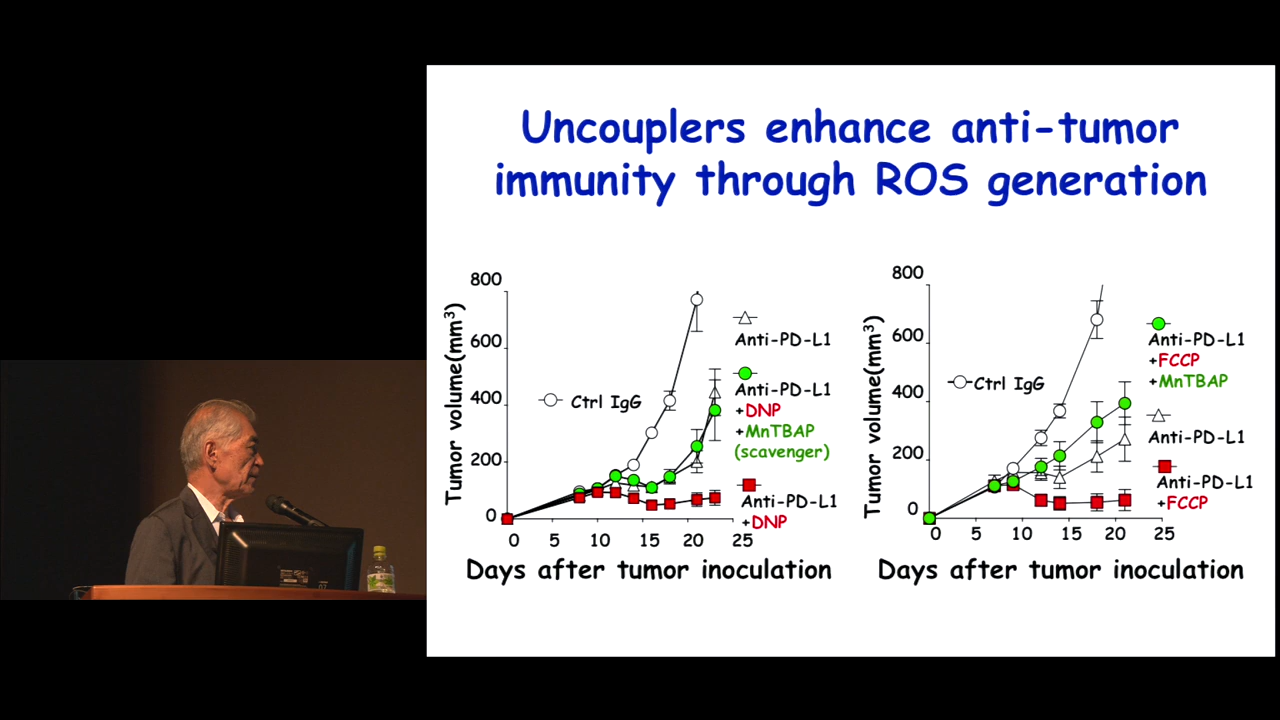 Uncouplers enhance anti-tumor
immunity through ROS generation
Tumor volume(mm³)
800
600
400
200
0
0 5 10 15 20 25
Days after tumor inoculation
Ctrl IgG
Anti-PD-L1
Anti-PD-L1
+DNP
+MnTBAP
(scavenger)
Anti-PD-L1
+DNP
Tumor volume(mm³)
800
600
400
200
0
0 5 10 15 20 25
Days after tumor inoculation
Ctrl IgG
Anti-PD-L1
+FCCP
+MnTBAP
Anti-PD-L1
Anti-PD-L1
+FCCP